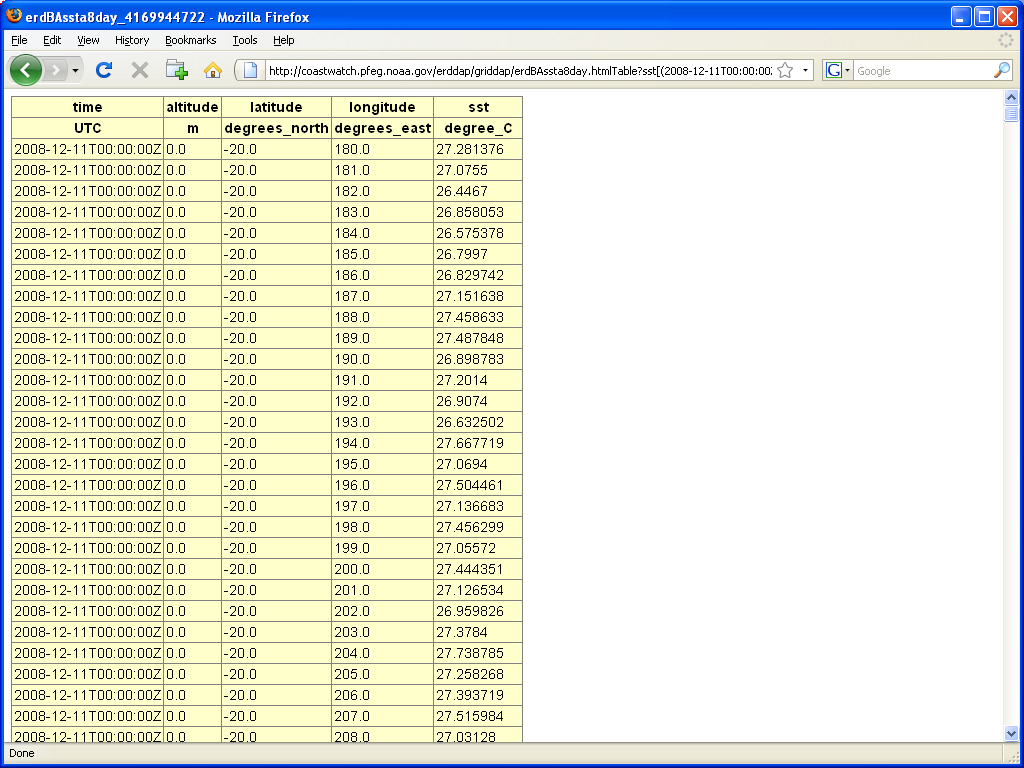 erdBAssta8day_4169944722 - Mozilla Firefox
File Edit View History Bookmarks Tools Help
http://coastwatch.pfeg.noaa.gov/erddap/griddap/erdBAssta8day.htmlTable?sst[(2008-12-11T00:00:00: G Google
time altitude latitude longitude sst
UTC m degrees_north degrees_east degree_C
2008-12-11T00:00:00Z 0.0 -20.0 180.0 27.281376
2008-12-11T00:00:00Z 0.0 -20.0 181.0 27.0755
2008-12-11T00:00:00Z 0.0 -20.0 182.0 26.4467
2008-12-11T00:00:00Z 0.0 -20.0 183.0 26.858053
2008-12-11T00:00:00Z 0.0 -20.0 184.0 26.575378
2008-12-11T00:00:00Z 0.0 -20.0 185.0 26.7997
2008-12-11T00:00:00Z 0.0 -20.0 186.0 26.829742
2008-12-11T00:00:00Z 0.0 -20.0 187.0 27.151638
2008-12-11T00:00:00Z 0.0 -20.0 188.0 27.458633
2008-12-11T00:00:00Z 0.0 -20.0 189.0 27.487848
2008-12-11T00:00:00Z 0.0 -20.0 190.0 26.898783
2008-12-11T00:00:00Z 0.0 -20.0 191.0 27.2014
2008-12-11T00:00:00Z 0.0 -20.0 192.0 26.9074
2008-12-11T00:00:00Z 0.0 -20.0 193.0 26.632502
2008-12-11T00:00:00Z 0.0 -20.0 194.0 27.667719
2008-12-11T00:00:00Z 0.0 -20.0 195.0 27.0694
2008-12-11T00:00:00Z 0.0 -20.0 196.0 27.504461
2008-12-11T00:00:00Z 0.0 -20.0 197.0 27.136683
2008-12-11T00:00:00Z 0.0 -20.0 198.0 27.456299
2008-12-11T00:00:00Z 0.0 -20.0 199.0 27.05572
2008-12-11T00:00:00Z 0.0 -20.0 200.0 27.444351
2008-12-11T00:00:00Z 0.0 -20.0 201.0 27.126534
2008-12-11T00:00:00Z 0.0 -20.0 202.0 26.959826
2008-12-11T00:00:00Z 0.0 -20.0 203.0 27.3784
2008-12-11T00:00:00Z 0.0 -20.0 204.0 27.738785
2008-12-11T00:00:00Z 0.0 -20.0 205.0 27.258268
2008-12-11T00:00:00Z 0.0 -20.0 206.0 27.393719
2008-12-11T00:00:00Z 0.0 -20.0 207.0 27.515984
2008-12-11T00:00:00Z 0.0 -20.0 208.0 27.03128
Done